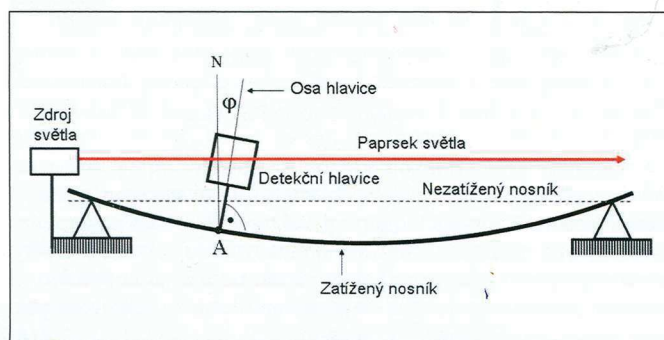 N
Osa hlavice
φ
Zdroj
světla
Paprsek světla
Detekční hlavice
Nezatížený nosník
A
Zatížený nosník